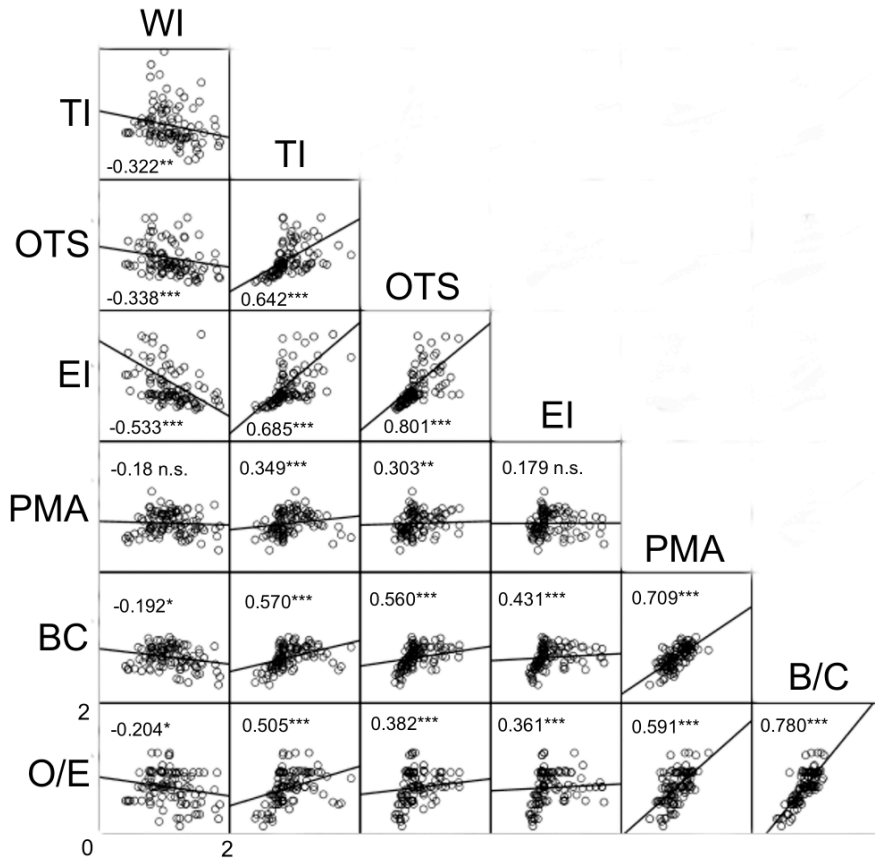 WI
TI
-0.322**
TI
OTS
-0.338***
0.642***
OTS
EI
-0.533***
0.685***
0.801***
EI
PMA
-0.18 n.s.
0.349***
0.303**
0.179 n.s.
PMA
BC
-0.192*
0.570***
0.560***
0.431***
0.709***
B/C
2
O/E
-0.204*
0.505***
0.382***
0.361***
0.591***
0.780***
0
2